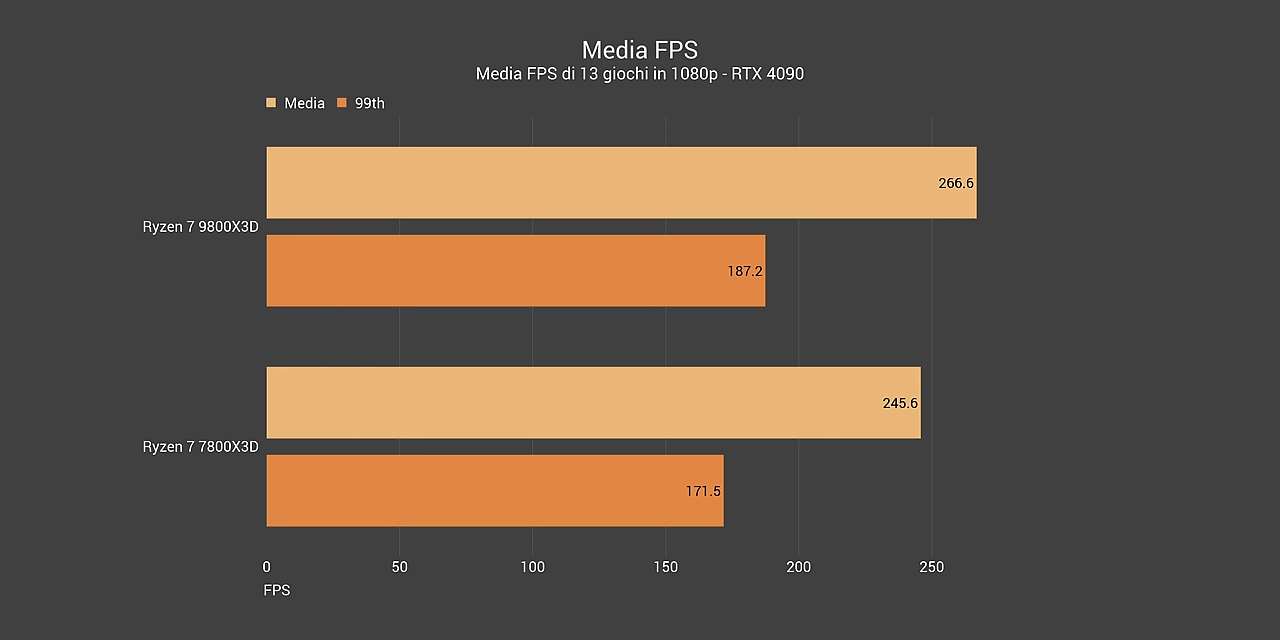 Media FPS
Media FPS di 13 giochi in 1080p - RTX 4090
Media 99th
266.6
Ryzen 7 9800X3D
187.2
245.6
Ryzen 7 7800X3D
171.5
0 50 100 150 200 250
FPS